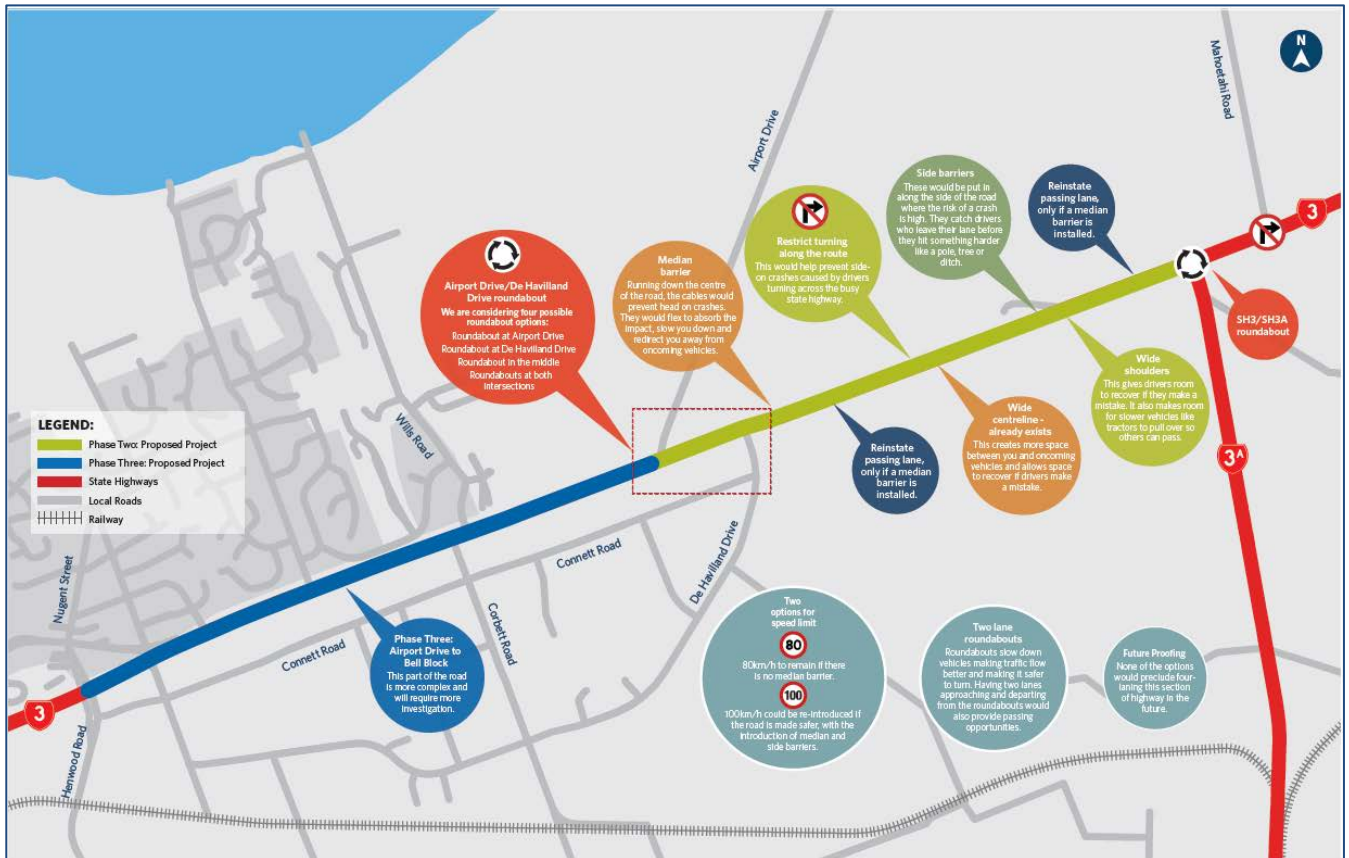 N
Mahoetahi Road
Airport Drive
Side barriers
These would be put in
along the side of the road
where the risk of a crash
is high. They catch drivers
who leave their lane before
they hit something harder
like a pole, tree or
ditch.
Reinstate
passing lane,
only if a median
barrier is
installed.
3
Restrict turning
along the route
This would help prevent side-
on crashes caused by drivers
turning across the busy
state highway.
Median
barrier
Running down the centre
of the road, the cables would
prevent head on crashes.
They would flex to absorb the
impact, slow you down and
redirect you away from
oncoming vehicles.
Airport Drive/De Havilland
Drive roundabout
We are considering four possible
roundabout options:
Roundabout at Airport Drive
Roundabout at De Havilland Drive
Roundabout in the middle
Roundabouts at both
intersections
SH3/SH3A
roundabout
Wide
shoulders
This gives drivers room
to recover if they make a
mistake. It also makes room
for slower vehicles like
tractors to pull over so
others can pass.
Wide
centreline -
already exists
This creates more space
between you and oncoming
vehicles and allows space
to recover if drivers make
a mistake.
Reinstate
passing lane,
only if a median
barrier is
installed.
3A
LEGEND:
Phase Two: Proposed Project
Phase Three: Proposed Project
State Highways
Local Roads
Railway
Wills Road
Nugent Street
Connett Road
De Havilland Drive
Corbett Road
Connett Road
Phase Three:
Airport Drive to
Bell Block
This part of the road
is more complex and
will require more
investigation.
3
Henwood Road
Two
options for
speed limit
80
80km/h to remain if there
is no median barrier.
100
100km/h could be re-introduced if
the road is made safer, with the
introduction of median and
side barriers.
Two lane
roundabouts
Roundabouts slow down
vehicles making traffic flow
better and making it safer
to turn. Having two lanes
approaching and departing
from the roundabouts would
also provide passing
opportunities.
Future Proofing
None of the options
would preclude four-
laning this section
of highway in the
future.